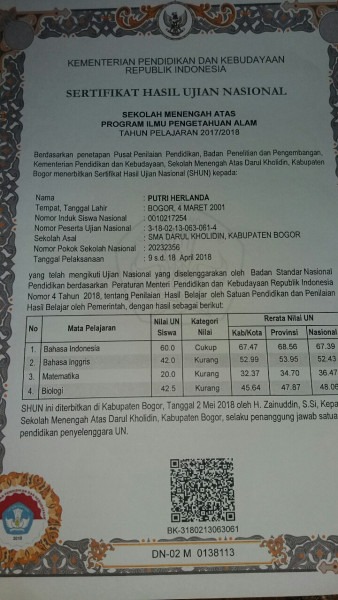 KEMENTERIAN PENDIDIKAN DAN KEBUDAYAAN
REPUBLIK INDONESIA
SERTIFIKAT HASIL UJIAN NASIONAL
SEKOLAH MENENGAH ATAS
PROGRAM ILMU PENGETAHUAN ALAM
TAHUN PELAJARAN 2017/2018
Berdasarkan penetapan Pusat Penilaian Pendidikan, Badan Penelitian dan Pengembangan,
Kementerian Pendidikan dan Kebudayaan, Sekolah Menengah Atas Darul Kholidin, Kabupaten
Bogor menerbitkan Sertifikat Hasil Ujian Nasional (SHUN) kepada:
Nama : PUTRI HERLANDA
Tempat, Tanggal Lahir : BOGOR, 4 MARET 2001
Nomor Induk Siswa Nasional : 0010217254
Nomor Peserta Ujian Nasional : 3-18-02-13-063-061-4
Sekolah Asal : SMA DARUL KHOLIDIN, KABUPATEN BOGOR
Nomor Pokok Sekolah Nasional : 20232356
Tanggal Pelaksanaan : 9 s.d. 18 April 2018
yang telah mengikuti Ujian Nasional yang diselenggarakan oleh Badan Standar Nasional
Pendidikan berdasarkan Peraturan Menteri Pendidikan dan Kebudayaan Republik Indonesia
Nomor 4 Tahun 2018, tentang Penilaian Hasil Belajar oleh Satuan Pendidikan dan Penilaian
Hasil Belajar oleh Pemerintah, dengan hasil sebagai berikut:
No Mata Pelajaran Nilai UN Siswa Kategori Nilai Rerata Nilai UN
Kab/Kota Provinsi Nasional
1. Bahasa Indonesia 60.0 Cukup 67.47 68.56 67.39
2. Bahasa Inggris 42.0 Kurang 52.99 53.95 52.43
3. Matematika 20.0 Kurang 32.37 34.70 36.47
4. Biologi 42.5 Kurang 45.64 47.87 48.06
SHUN ini diterbitkan di Kabupaten Bogor, Tanggal 2 Mei 2018 oleh H. Zainuddin, S.Si, Kepa
Sekolah Menengah Atas Darul Kholidin, Kabupaten Bogor, selaku penanggung jawab satua
pendidikan penyelenggara UN.
BK-3180213063061
DN-02 M 0138113